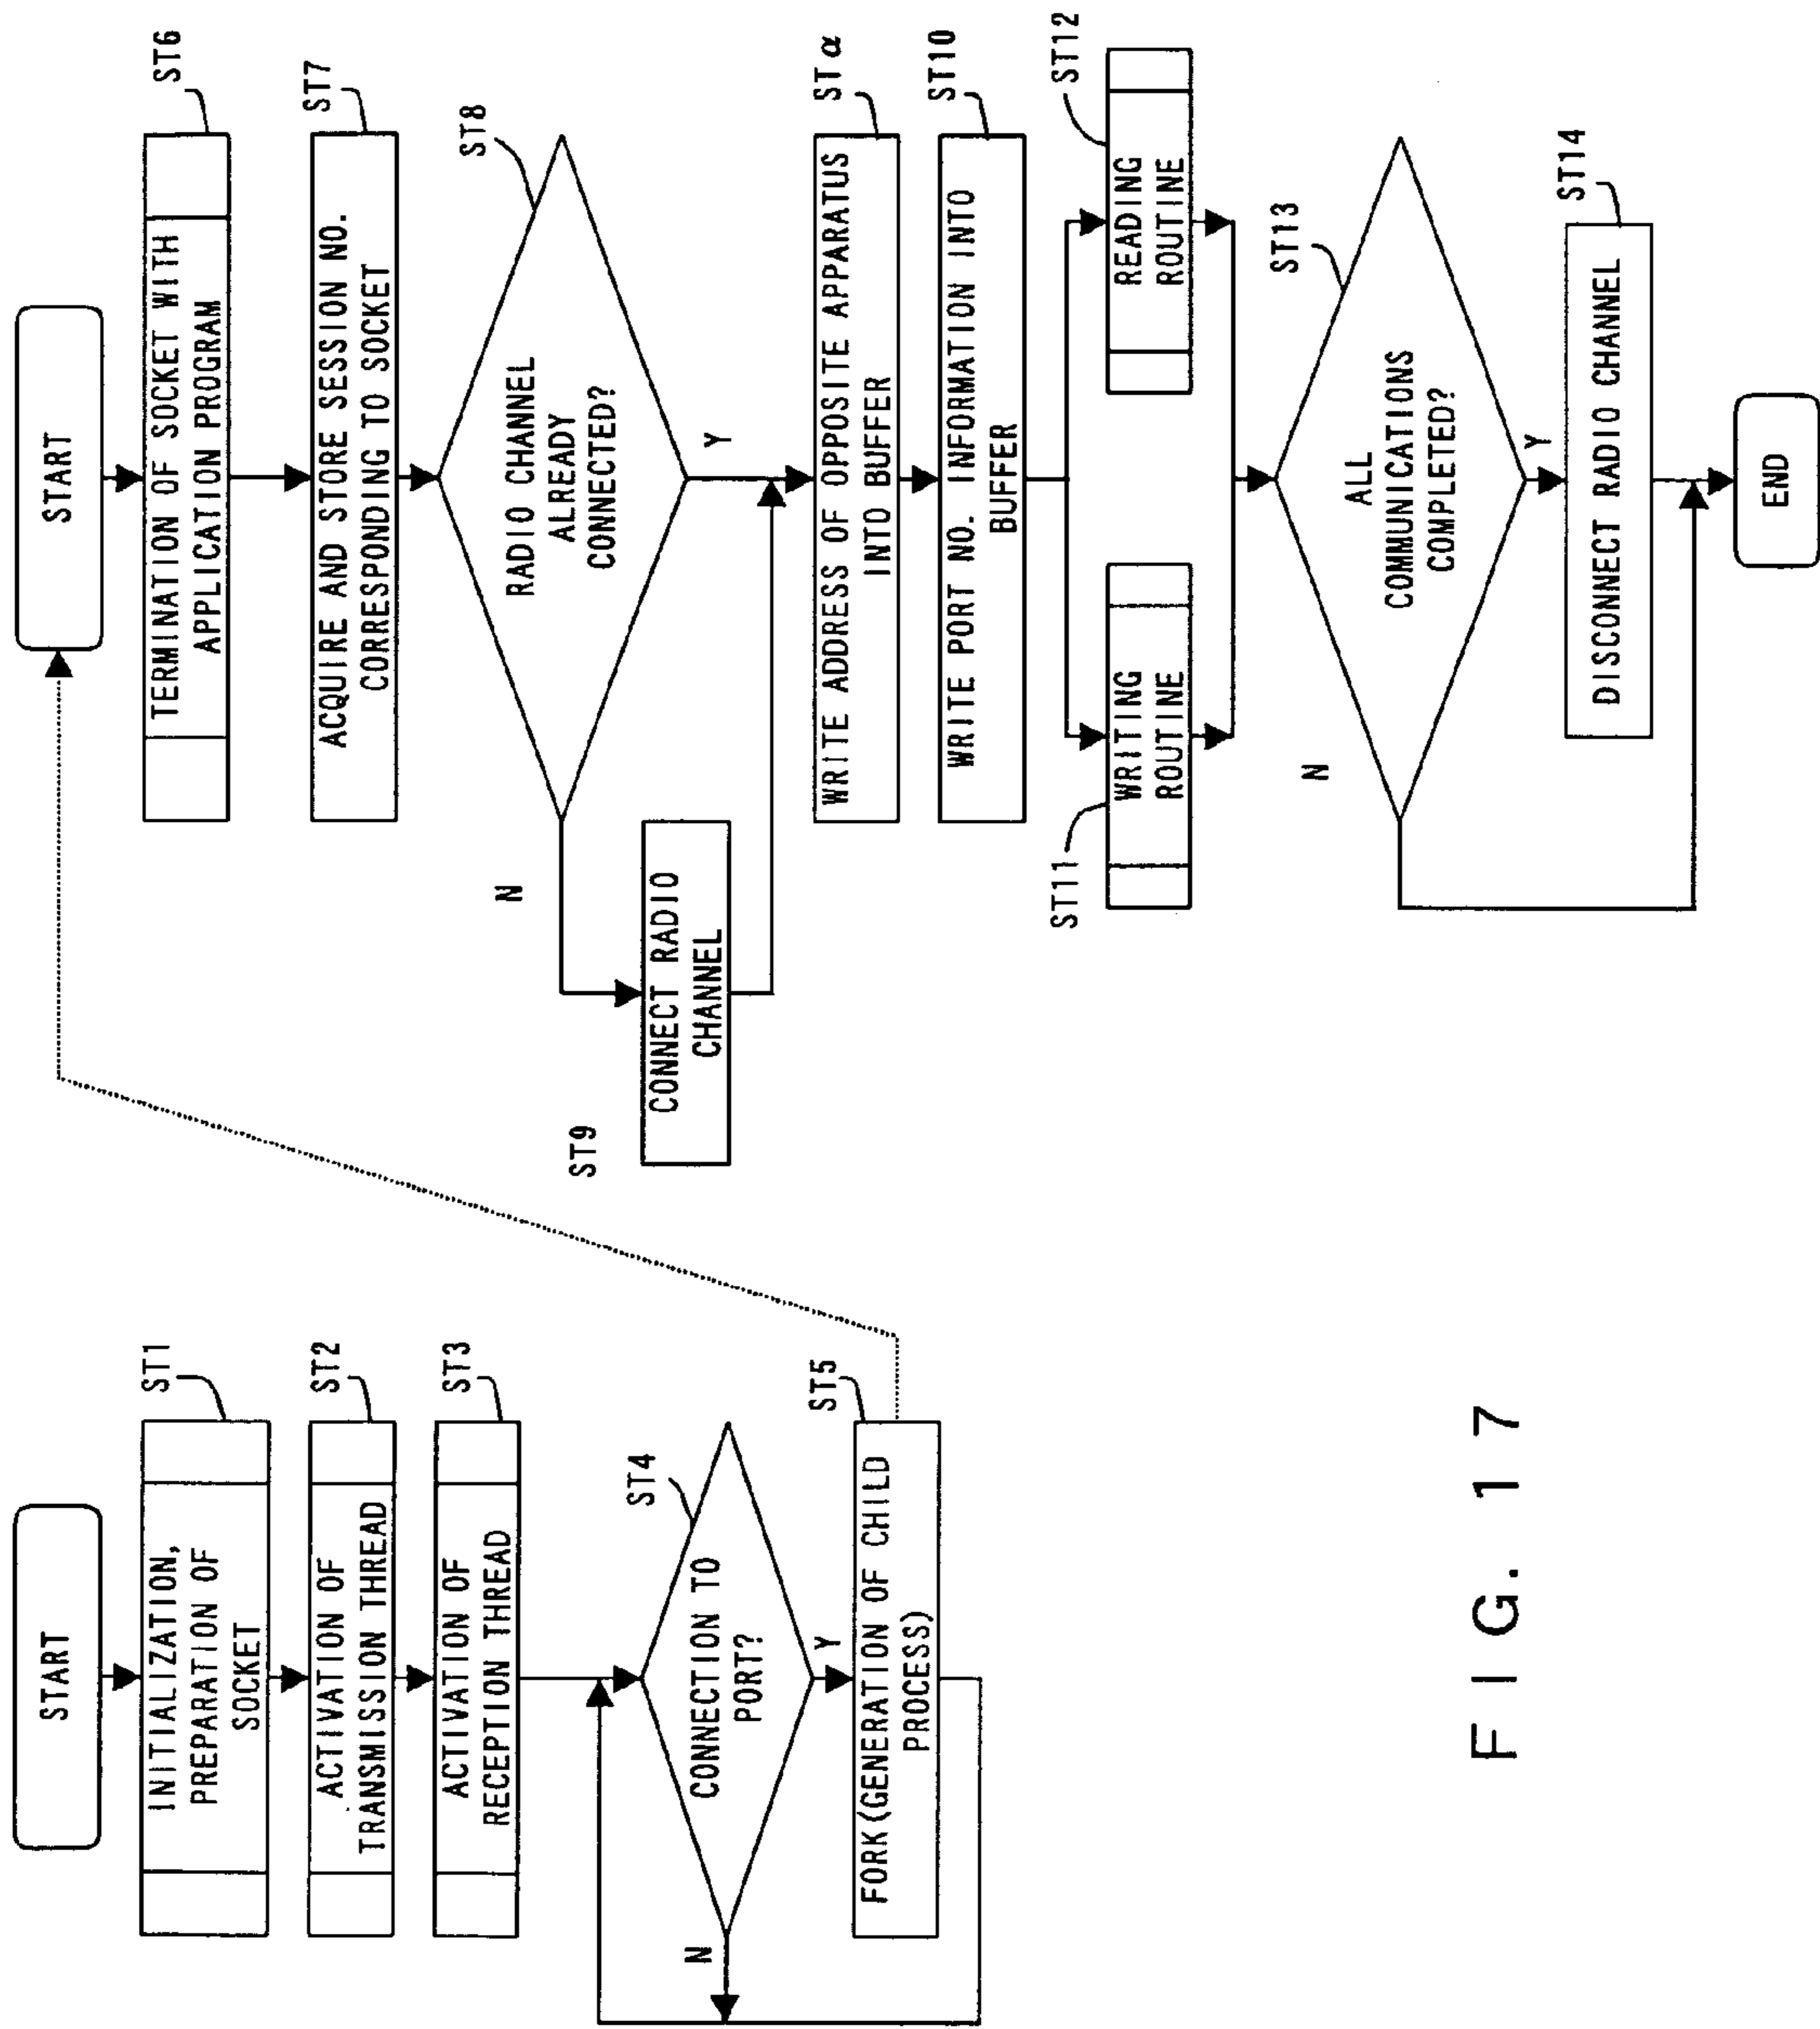 START
ST1
INITIALIZATION,
PREPARATION OF
SOCKET
ST2
ACTIVATION OF
TRANSMISSION THREAD
ST3
ACTIVATION OF
RECEPTION THREAD
ST4
CONNECTION TO
PORT?
N
Y
ST5
FORK(GENERATION OF CHILD
PROCESS)
START
ST6
TERMINATION OF SOCKET WITH
APPLICATION PROGRAM
ST7
ACQUIRE AND STORE SESSION NO.
CORRESPONDING TO SOCKET
ST8
RADIO CHANNEL
ALREADY
CONNECTED?
N
Y
ST9
CONNECT RADIO
CHANNEL
STα
WRITE ADDRESS OF OPPOSITE APPARATUS
INTO BUFFER
ST10
WRITE PORT NO. INFORMATION INTO
BUFFER
ST11
WRITING
ROUTINE
ST12
READING
ROUTINE
ST13
ALL
COMMUNICATIONS
COMPLETED?
N
Y
ST14
DISCONNECT RADIO CHANNEL
END
FIG. 17